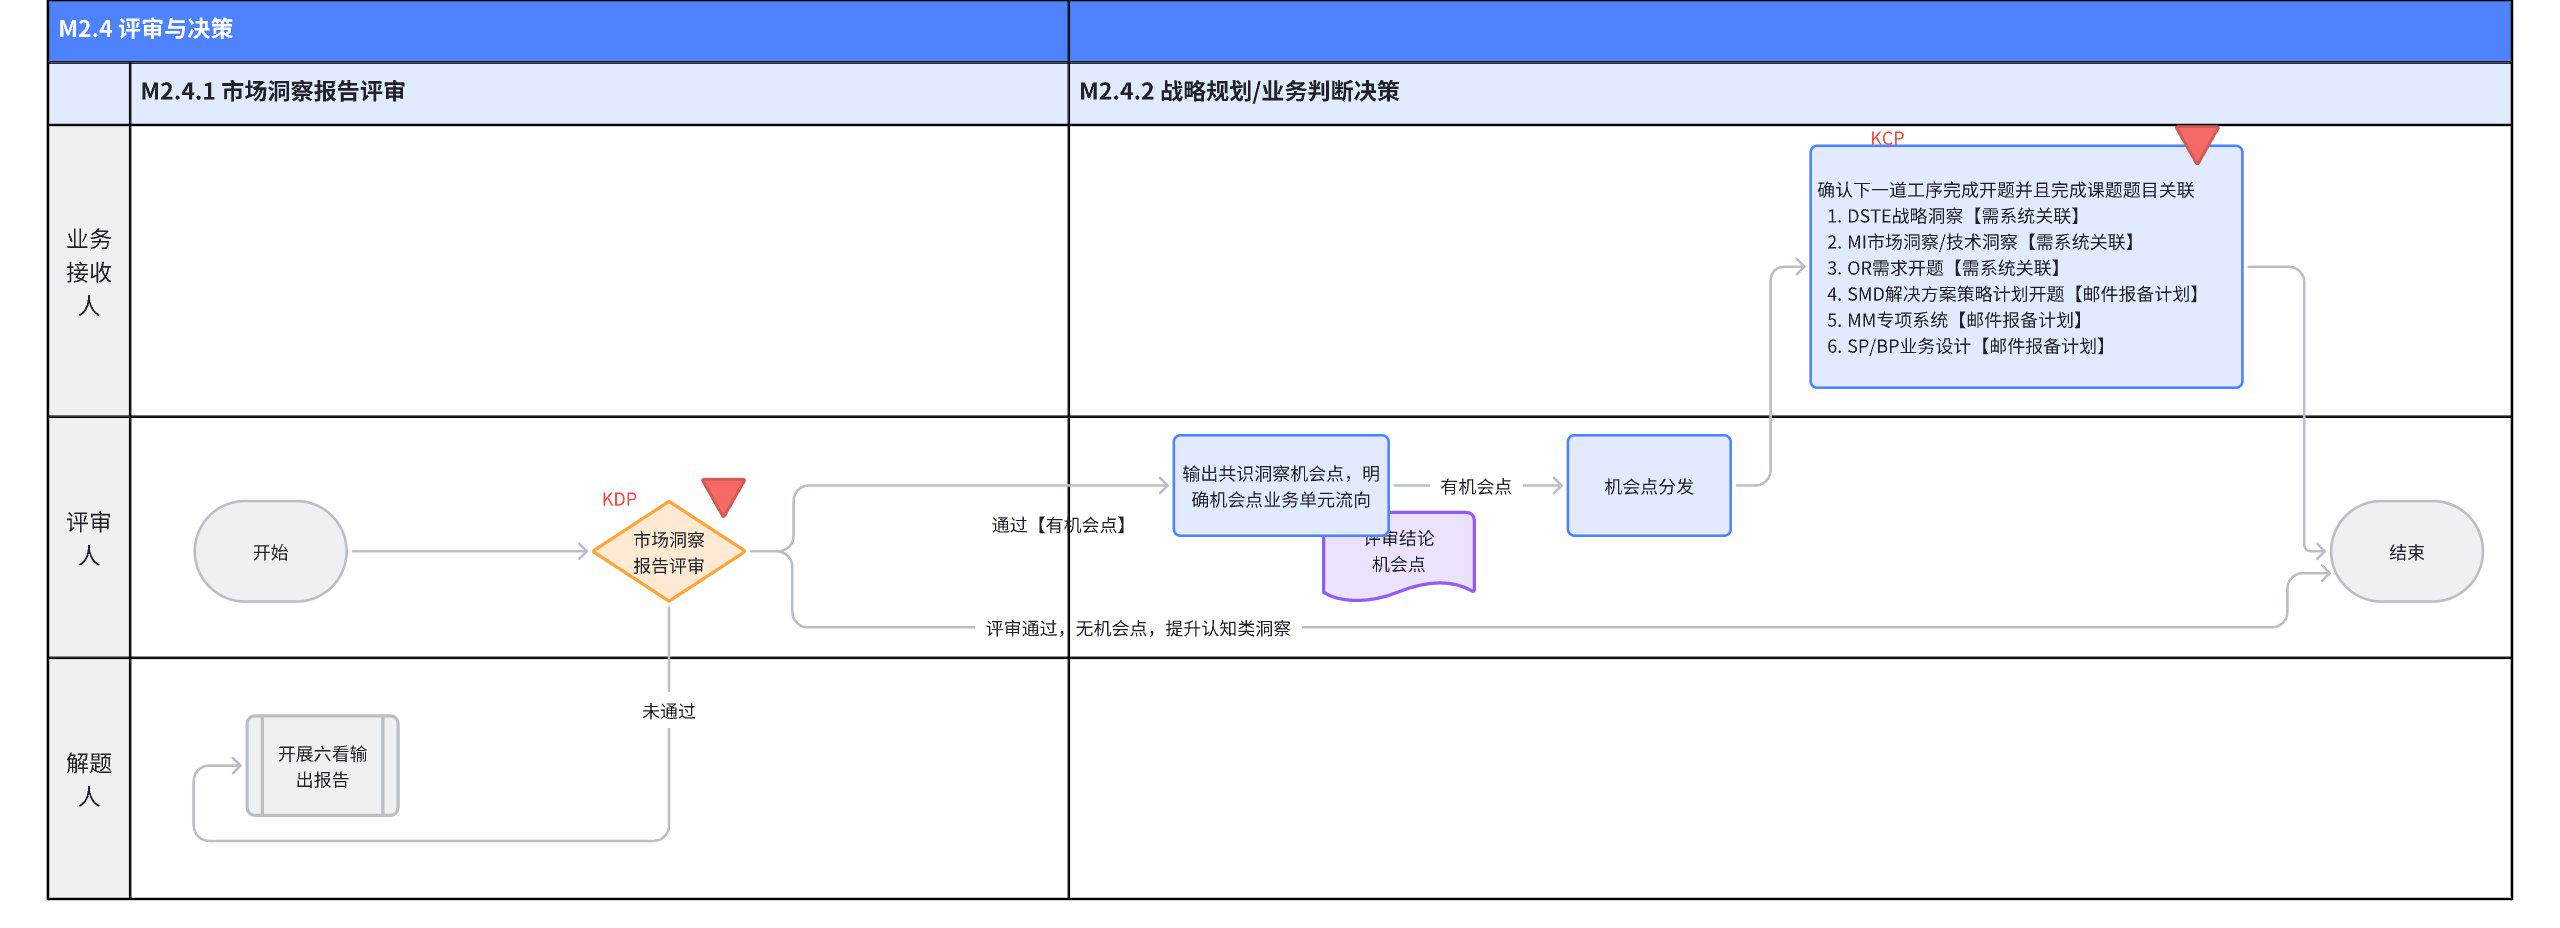 M2.4 评审与决策
M2.4.1 市场洞察报告评审
M2.4.2 战略规划/业务判断决策
业务
接收
人
KCP
确认下一道工序完成开题并且完成课题题目关联
1. DSTE战略洞察【需系统关联】
2. MI市场洞察/技术洞察【需系统关联】
3. OR需求开题【需系统关联】
4. SMD解决方案策略计划开题【邮件报备计划】
5. MM专项系统【邮件报备计划】
6. SP/BP业务设计【邮件报备计划】
评审
人
开始
KDP
市场洞察
报告评审
通过【有机会点】
输出共识洞察机会点，明
确机会点业务单元流向
有机会点
机会点分发
评审结论
机会点
评审通过，无机会点，提升认知类洞察
结束
解题
人
未通过
开展六看输
出报告